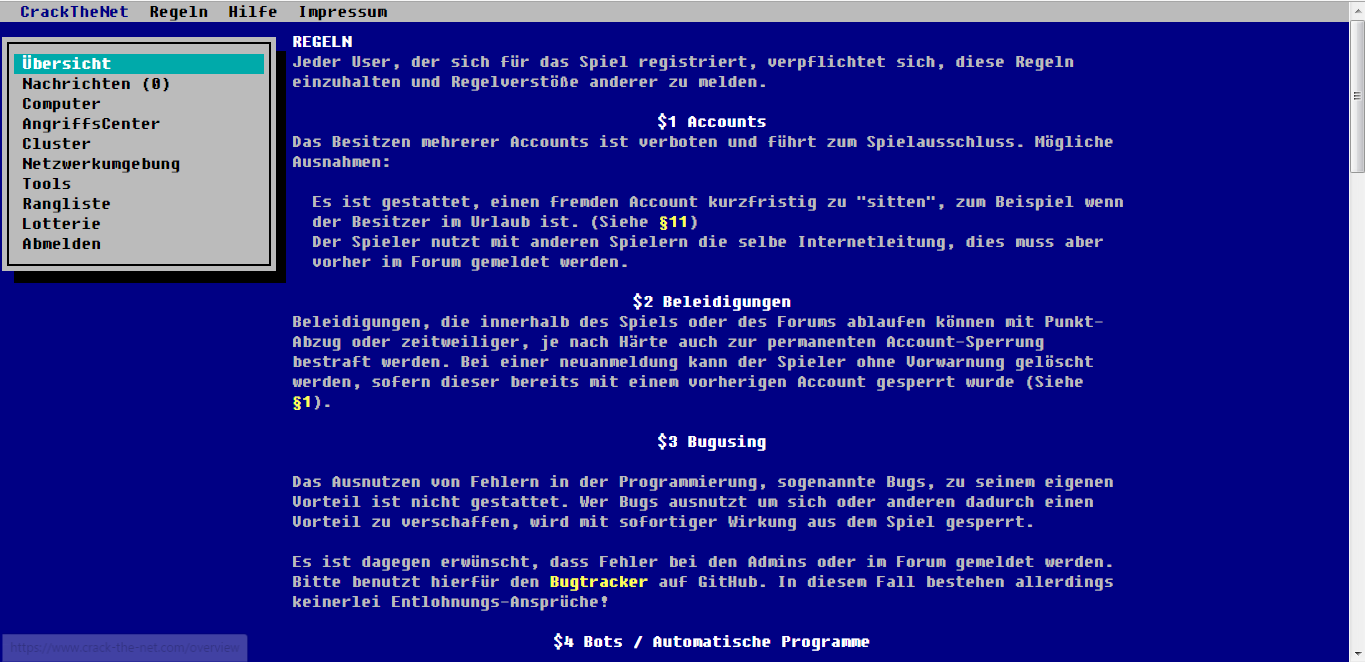 CrackTheNet Regeln Hilfe Impressum
Übersicht
Nachrichten (0)
Computer
AngriffsCenter
Cluster
Netzwerkumgebung
Tools
Rangliste
Lotterie
Abmelden
REGELN
Jeder User, der sich für das Spiel registriert, verpflichtet sich, diese Regeln
einzuhalten und Regelverstöße anderer zu melden.
$1 Accounts
Das Besitzen mehrerer Accounts ist verboten und führt zum Spielausschluss. Mögliche
Ausnahmen:
Es ist gestattet, einen fremden Account kurzfristig zu "sitten", zum Beispiel wenn
der Besitzer im Urlaub ist. (Siehe §11)
Der Spieler nutzt mit anderen Spielern die selbe Internetleitung, dies muss aber
vorher im Forum gemeldet werden.
$2 Beleidigungen
Beleidigungen, die innerhalb des Spiels oder des Forums ablaufen können mit Punkt-
Abzug oder zeitweiliger, je nach Härte auch zur permanenten Account-Sperrung
bestraft werden. Bei einer neuanmeldung kann der Spieler ohne Vorwarnung gelöscht
werden, sofern dieser bereits mit einem vorherigen Account gesperrt wurde (Siehe
§1).
$3 Bugusing
Das Ausnutzen von Fehlern in der Programmierung, sogenannte Bugs, zu seinem eigenen
Vorteil ist nicht gestattet. Wer Bugs ausnutzt um sich oder anderen dadurch einen
Vorteil zu verschaffen, wird mit sofortiger Wirkung aus dem Spiel gesperrt.
Es ist dagegen erwünscht, dass Fehler bei den Admins oder im Forum gemeldet werden.
Bitte benutzt hierfür den Bugtracker auf GitHub. In diesem Fall bestehen allerdings
keinerlei Entlohnungs-Ansprüche!
$4 Bots / Automatische Programme
https://www.crack-the-net.com/overview